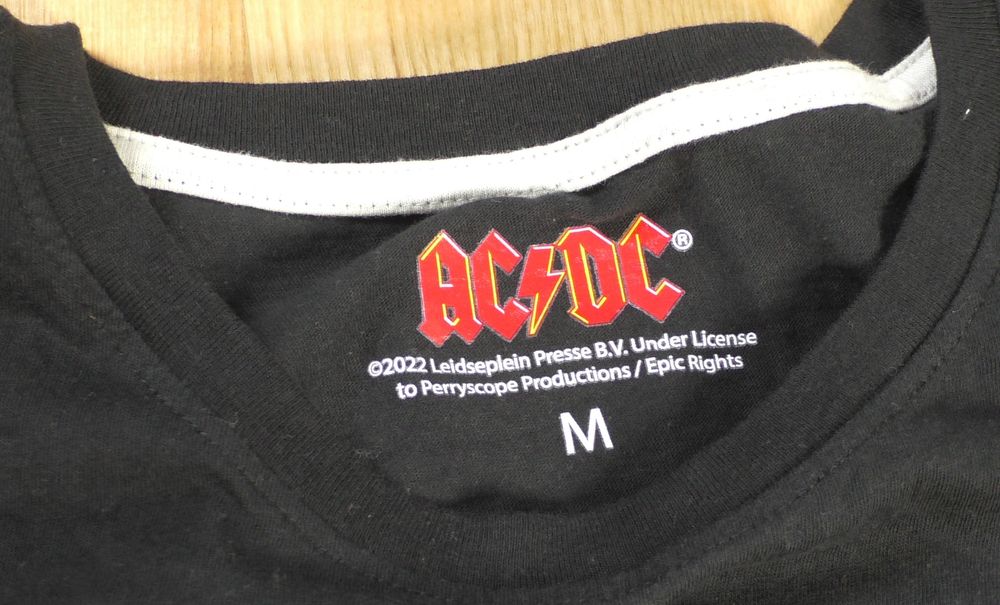 AC/DC®
©2022 Leidseplein Presse B.V. Under License
to Perryscope Productions / Epic Rights
M